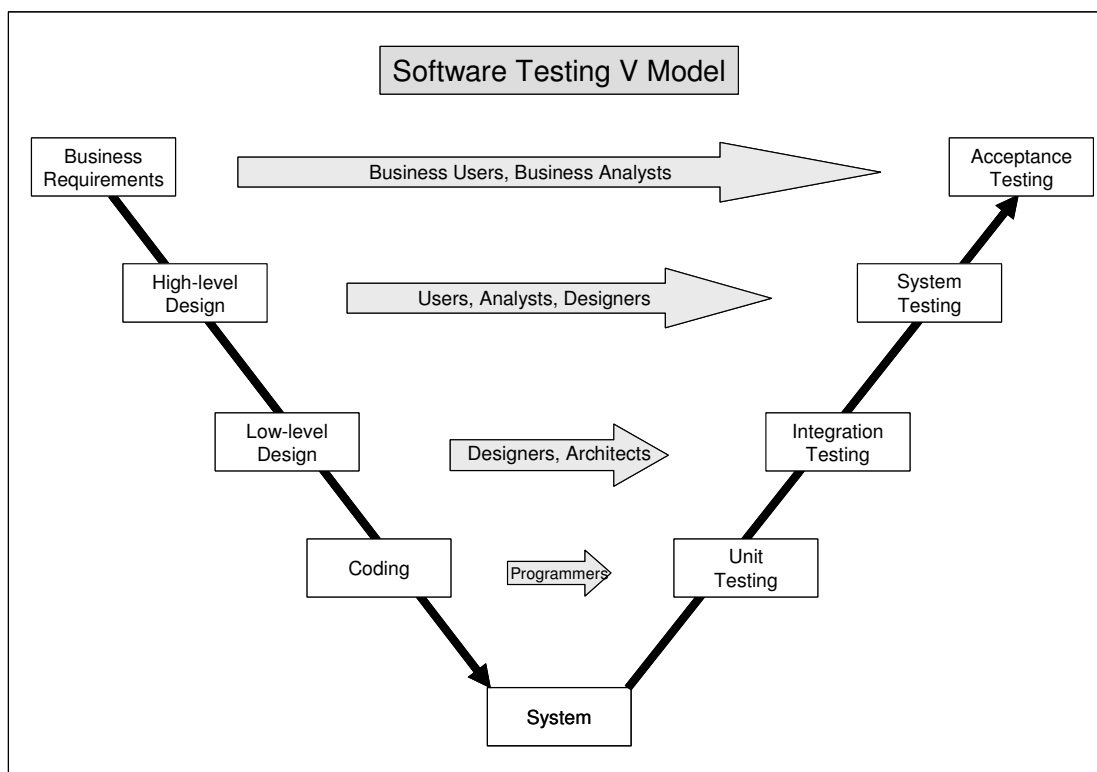 Software Testing V Model
Business
Requirements
Business Users, Business Analysts
Acceptance
Testing
High-level
Design
Users, Analysts, Designers
System
Testing
Low-level
Design
Designers, Architects
Integration
Testing
Coding
Programmers
Unit
Testing
System